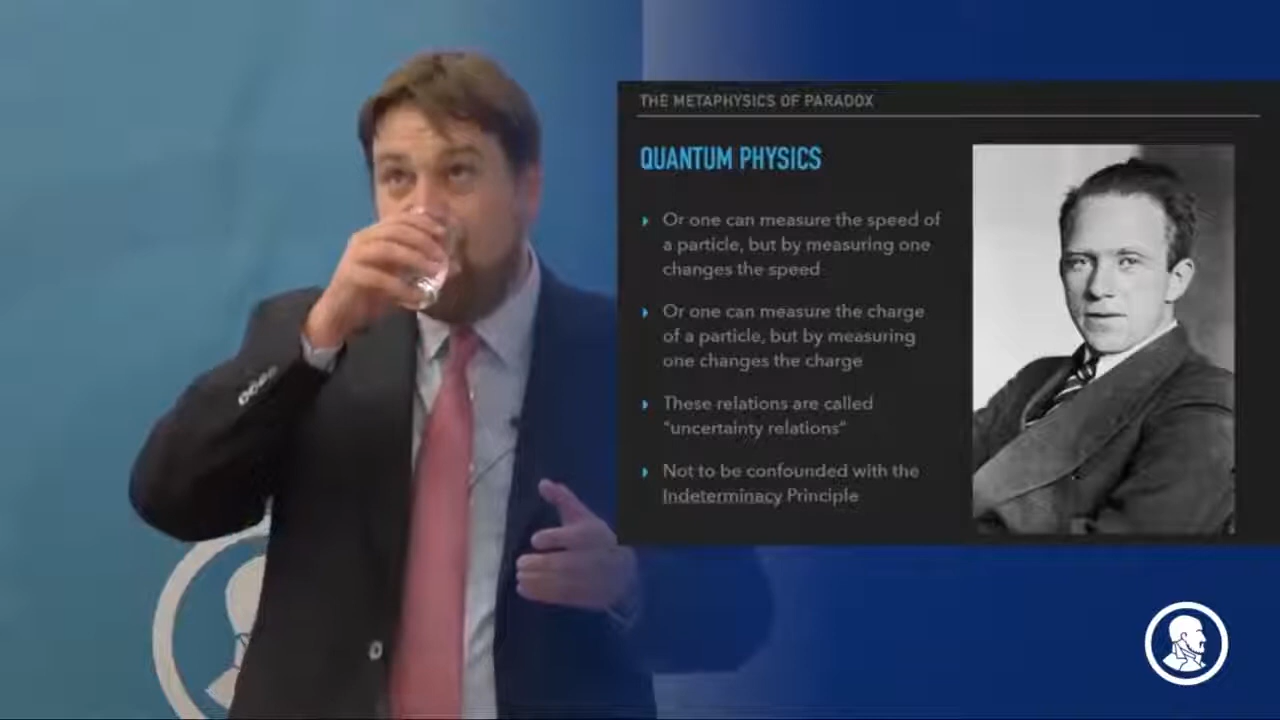 THE METAPHYSICS OF PARADOX
QUANTUM PHYSICS
Or one can measure the speed of
a particle, but by measuring one
changes the speed
Or one can measure the charge
of a particle, but by measuring
one changes the charge
These relations are called
"uncertainty relations"
Not to be confounded with the
Indeterminacy Principle